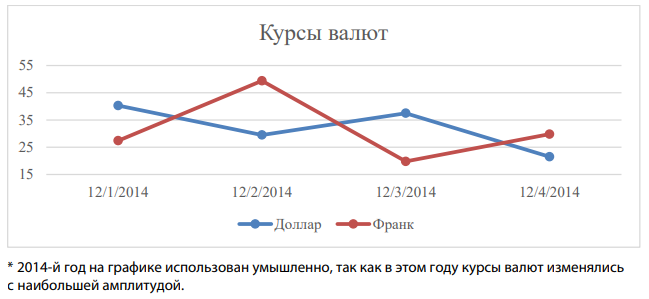 Курсы валют
55
45
35
25
15
12/1/2014 12/2/2014 12/3/2014 12/4/2014
Доллар Франк
* 2014-й год на графике использован умышленно, так как в этом году курсы валют изменялись
с наибольшей амплитудой.